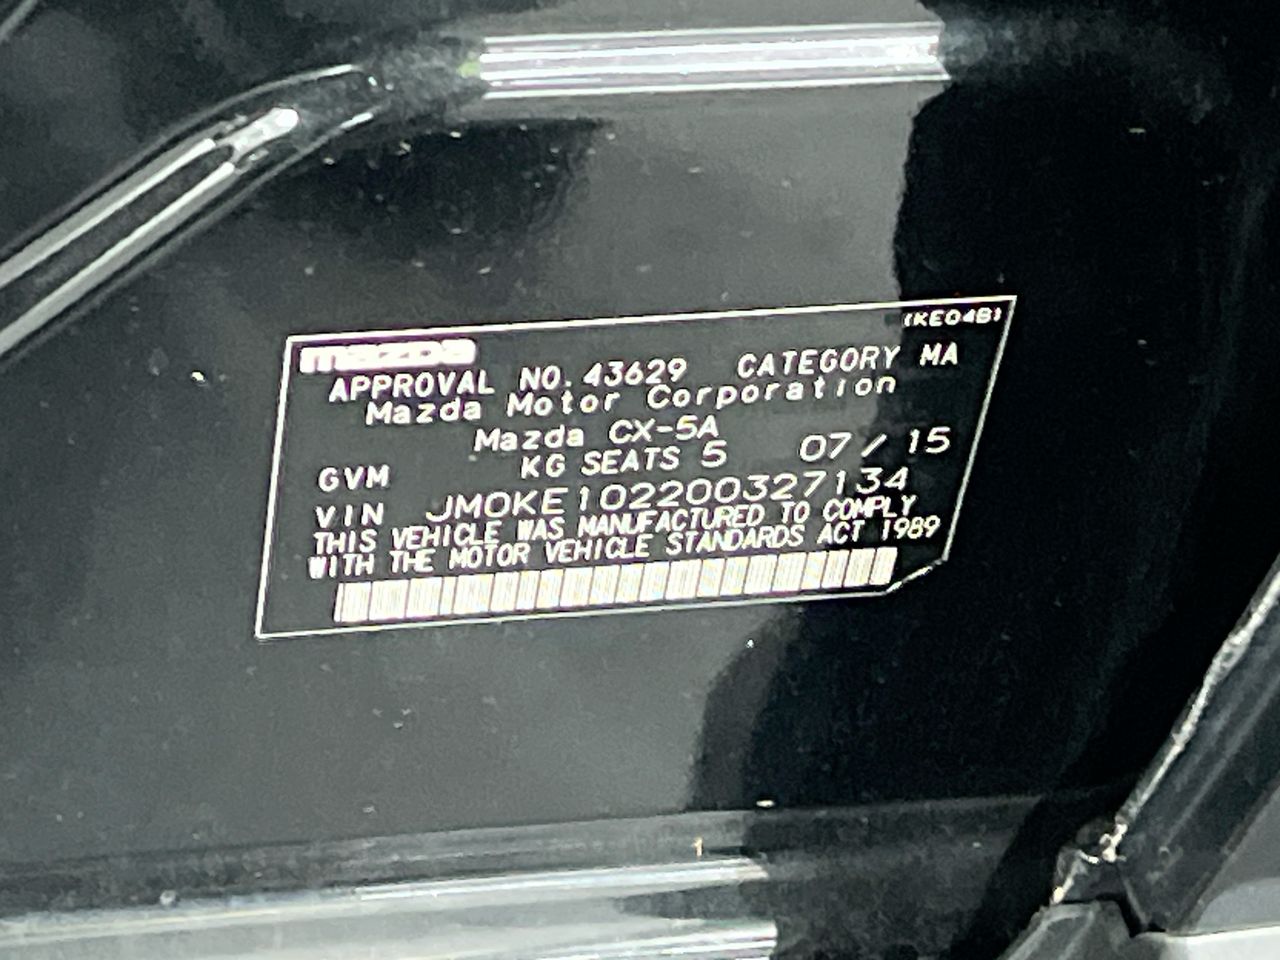 (KE04B)
mazda
APPROVAL NO. 43629 CATEGORY MA
Mazda Motor Corporation
Mazda CX-5A
GVM KG SEATS 5 07 / 15
VIN JM0KE102200327134
THIS VEHICLE WAS MANUFACTURED TO COMPLY
WITH THE MOTOR VEHICLE STANDARDS ACT 1989